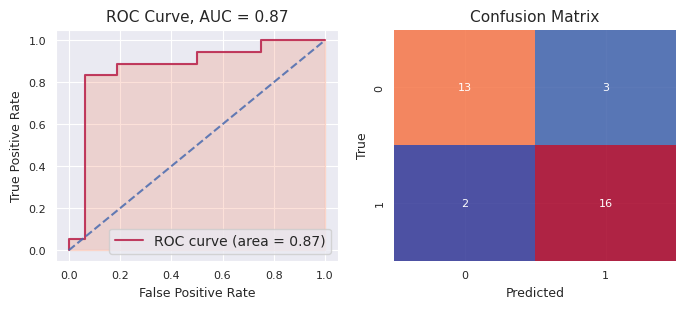 ROC Curve, AUC = 0.87
1.0
0.8
0.6
0.4
0.2
0.0
True Positive Rate
ROC curve (area = 0.87)
0.0 0.2 0.4 0.6 0.8 1.0
False Positive Rate
Confusion Matrix
True
0
13 3
1
2 16
0 1
Predicted